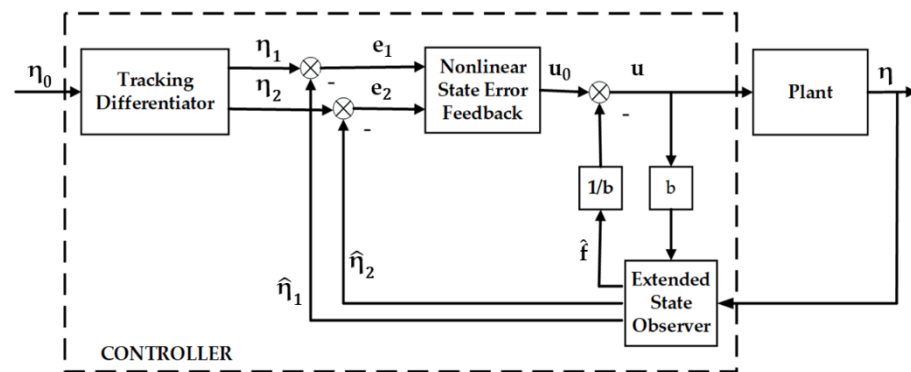 η₀
Tracking
Differentiator
η₁
η₂
e₁
e₂
-
-
Nonlinear
State Error
Feedback
u₀
-
u
Plant
η
1/b
b
f̂
η̂₂
η̂₁
Extended
State
Observer
CONTROLLER